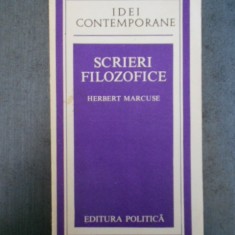 IDEI
CONTEMPORANE
SCRIERI
FILOZOFICE
HERBERT MARCUSE
EDITURA POLITICĂ